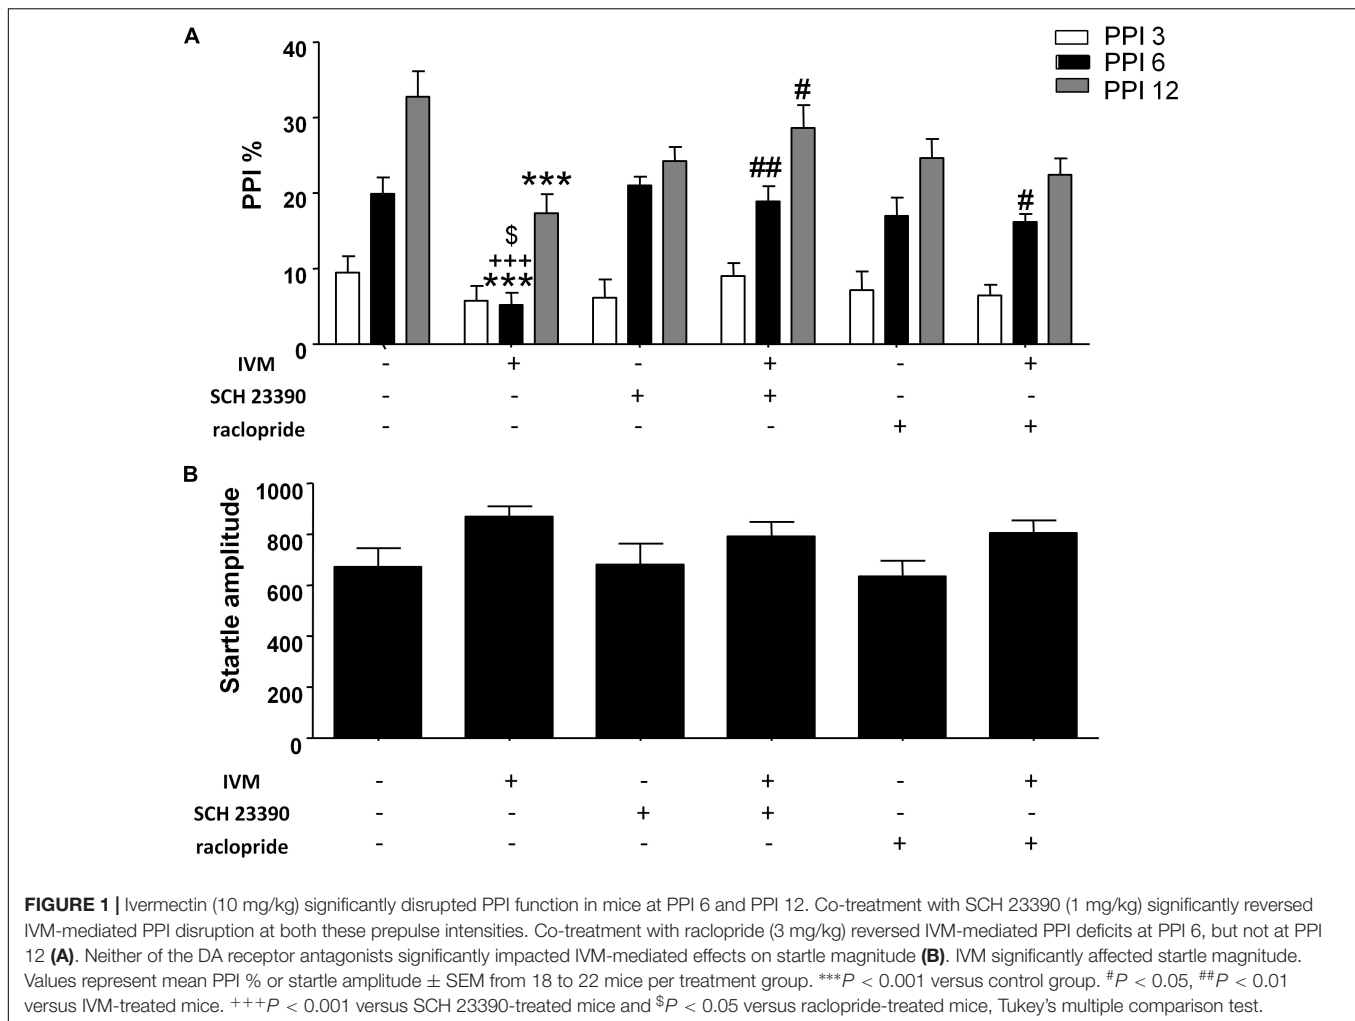 A
PPI 3
PPI 6
PPI 12
PPI %
40
30
20
10
0
$
+++
***
***
##
#
#
IVM - + - + - +
SCH 23390 - - + + - -
raclopride - - - - + +
B
Startle amplitude
1000
800
600
400
200
0
IVM - + - + - +
SCH 23390 - - + + - -
raclopride - - - - + +
FIGURE 1 | Ivermectin (10 mg/kg) significantly disrupted PPI function in mice at PPI 6 and PPI 12. Co-treatment with SCH 23390 (1 mg/kg) significantly reversed
IVM-mediated PPI disruption at both these prepulse intensities. Co-treatment with raclopride (3 mg/kg) reversed IVM-mediated PPI deficits at PPI 6, but not at PPI
12 (A). Neither of the DA receptor antagonists significantly impacted IVM-mediated effects on startle magnitude (B). IVM significantly affected startle magnitude.
Values represent mean PPI % or startle amplitude ± SEM from 18 to 22 mice per treatment group. ***P < 0.001 versus control group. #P < 0.05, ##P < 0.01
versus IVM-treated mice. +++P < 0.001 versus SCH 23390-treated mice and $P < 0.05 versus raclopride-treated mice, Tukey's multiple comparison test.